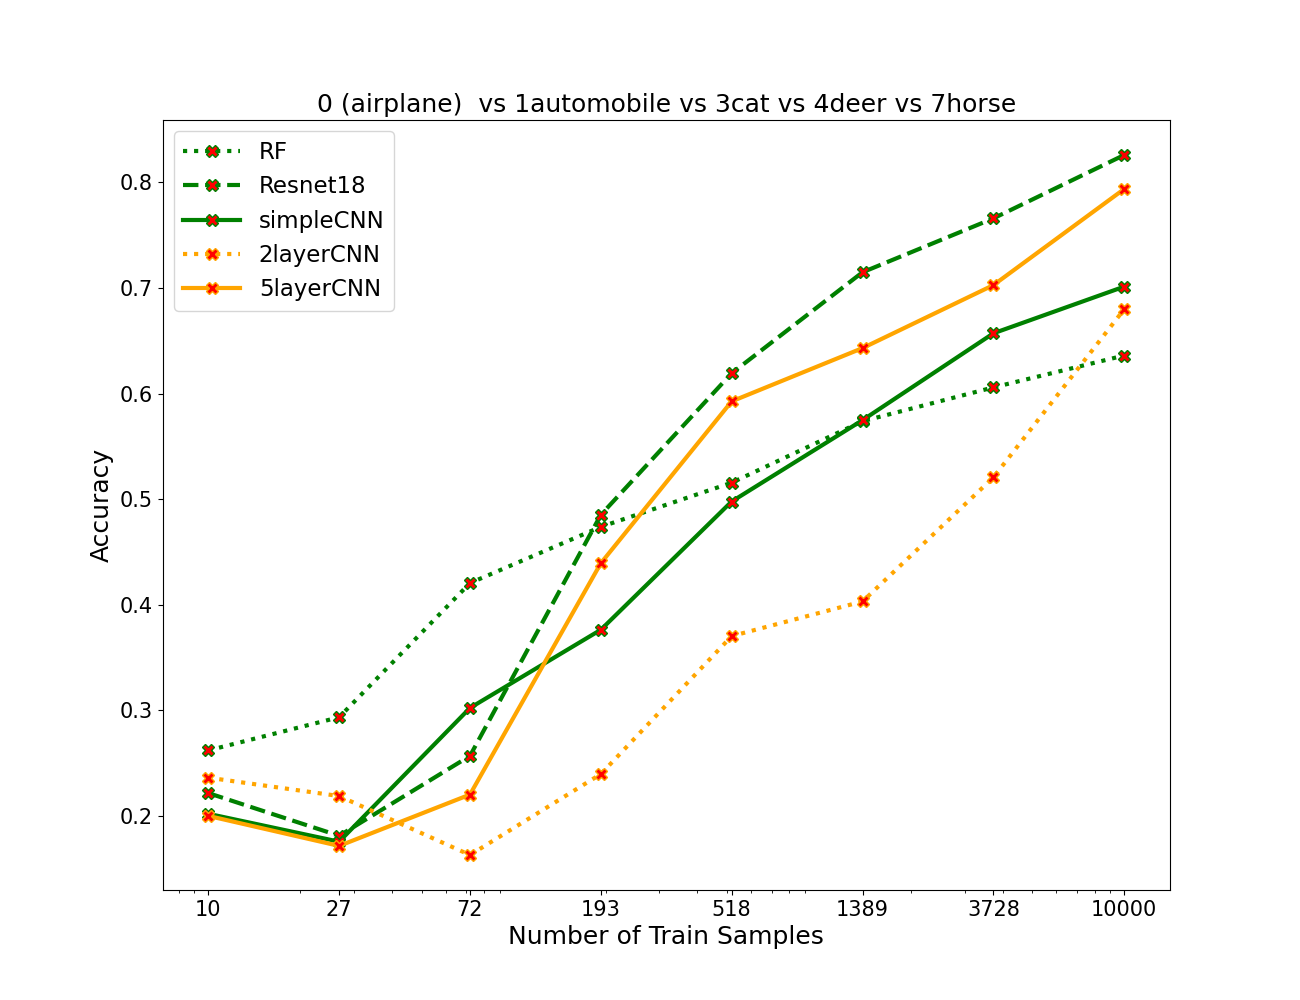 0 (airplane)  vs 1automobile vs 3cat vs 4deer vs 7horse
RF
Resnet18
simpleCNN
2layerCNN
5layerCNN
0.8
0.7
0.6
0.5
0.4
0.3
0.2
Accuracy
10 27 72 193 518 1389 3728 10000
Number of Train Samples